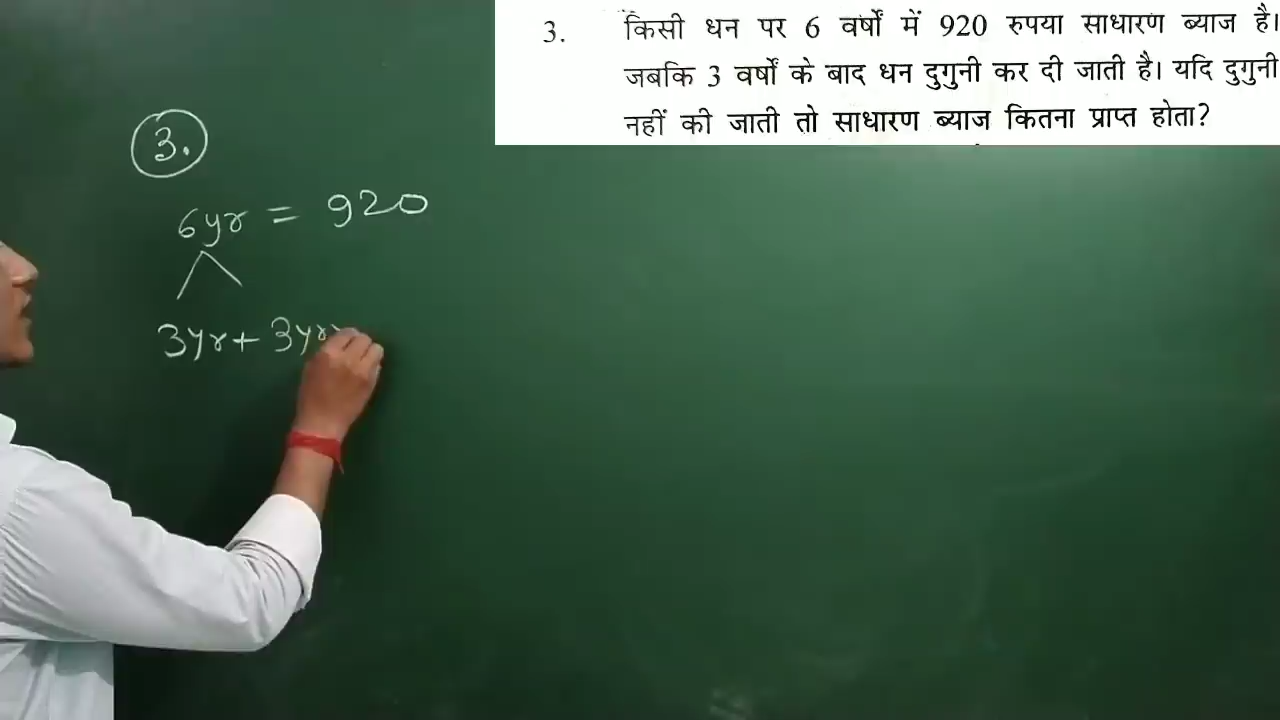 3. किसी धन पर 6 वर्षों में 920 रुपया साधारण ब्याज है।
जबकि 3 वर्षों के बाद धन दुगुनी कर दी जाती है। यदि दुगुनी
नहीं की जाती तो साधारण ब्याज कितना प्राप्त होता?
3.
6yr = 920
3yr + 3yr